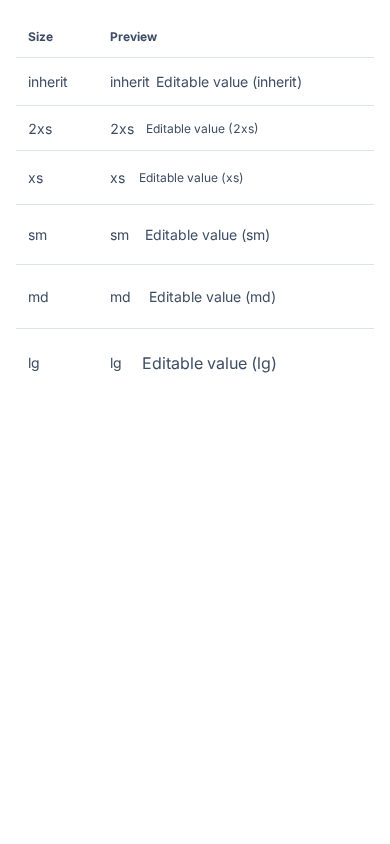 Size Preview
inherit inherit Editable value (inherit)
2xs 2xs Editable value (2xs)
xs xs Editable value (xs)
sm sm Editable value (sm)
md md Editable value (md)
lg lg Editable value (lg)